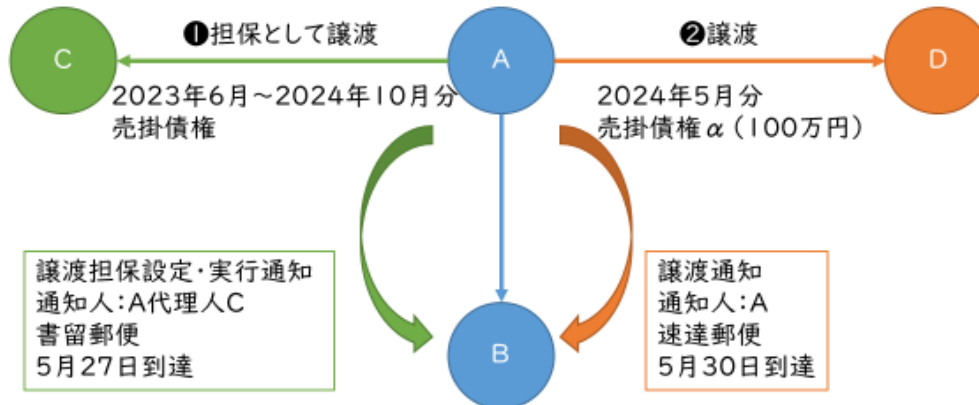 ❶担保として譲渡
❷譲渡
C
A
D
2023年6月～2024年10月分
売掛債権
2024年5月分
売掛債権α（100万円）
譲渡担保設定・実行通知
通知人：A代理人C
書留郵便
5月27日到達
譲渡通知
通知人：A
速達郵便
5月30日到達
B